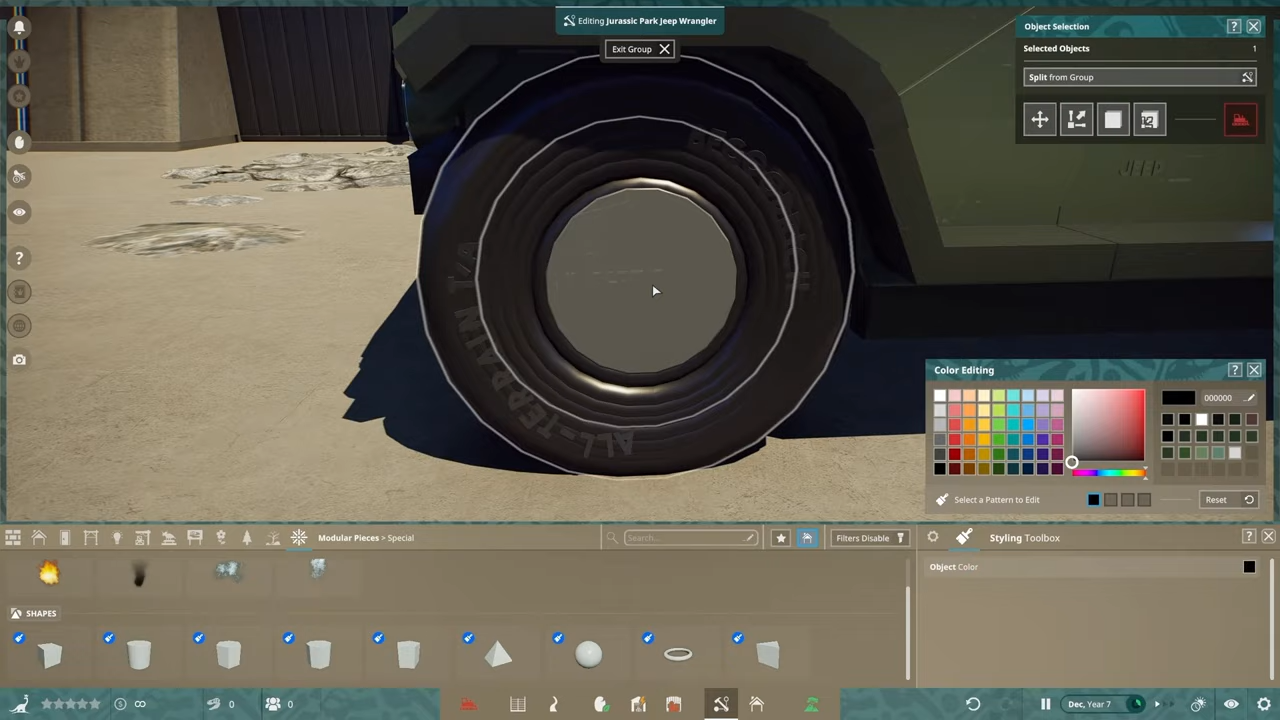 Editing Jurassic Park Jeep Wrangler
Exit Group
Object Selection
?
Selected Objects 1
Split from Group
JEEP
ALL-TERRAIN T/A
?
Color Editing ?
000000
Select a Pattern to Edit Reset
Modular Pieces > Special Search... Filters Disable
Styling Toolbox ?
Object Color
SHAPES
0 0
Dec, Year 7